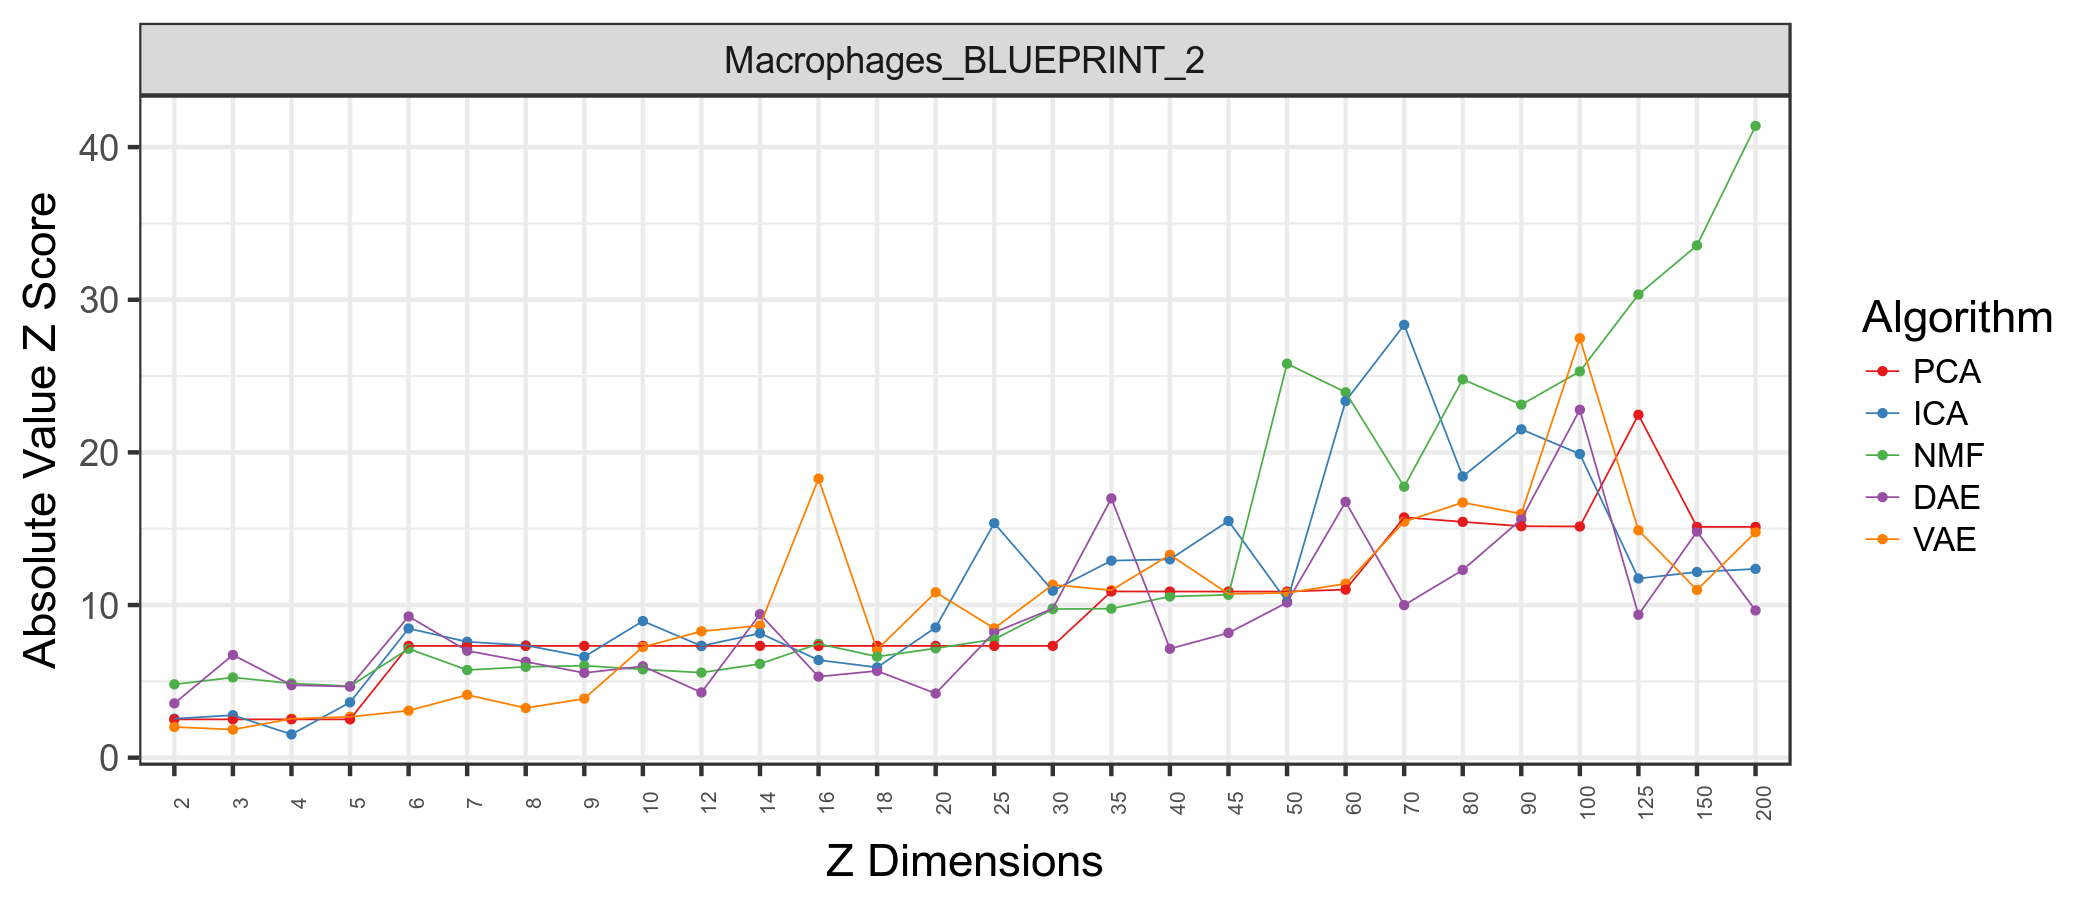 Macrophages_BLUEPRINT_2
Absolute Value Z Score
40
30
20
10
0
2 3 4 5 6 7 8 9 10 12 14 16 18 20 25 30 35 40 45 50 60 70 80 90 100 125 150 200
Z Dimensions
Algorithm
PCA
ICA
NMF
DAE
VAE